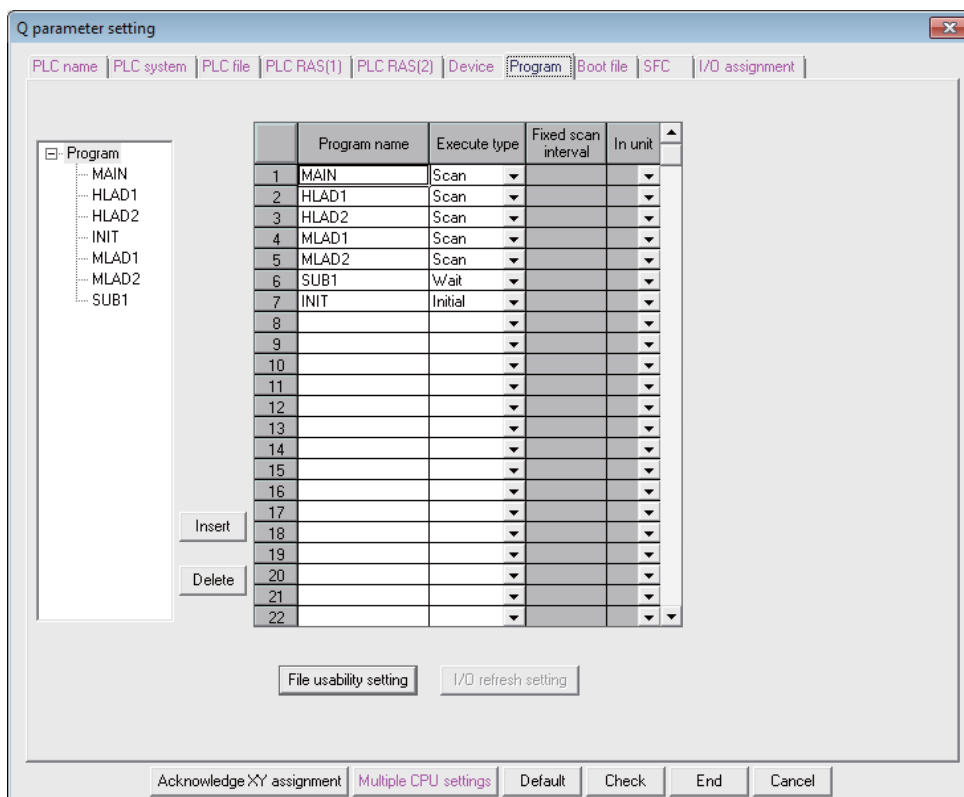 Q parameter setting
PLC name PLC system PLC file PLC RAS(1) PLC RAS(2) Device Program Boot file SFC I/O assignment
Program
MAIN
HLAD1
HLAD2
INIT
MLAD1
MLAD2
SUB1
Program name Execute type Fixed scan interval In unit
1 MAIN Scan
2 HLAD1 Scan
3 HLAD2 Scan
4 MLAD1 Scan
5 MLAD2 Scan
6 SUB1 Wait
7 INIT Initial
8
9
10
11
12
13
14
15
16
17
18
19
20
21
22
Insert
Delete
File usability setting I/O refresh setting
Acknowledge XY assignment Multiple CPU settings Default Check End Cancel